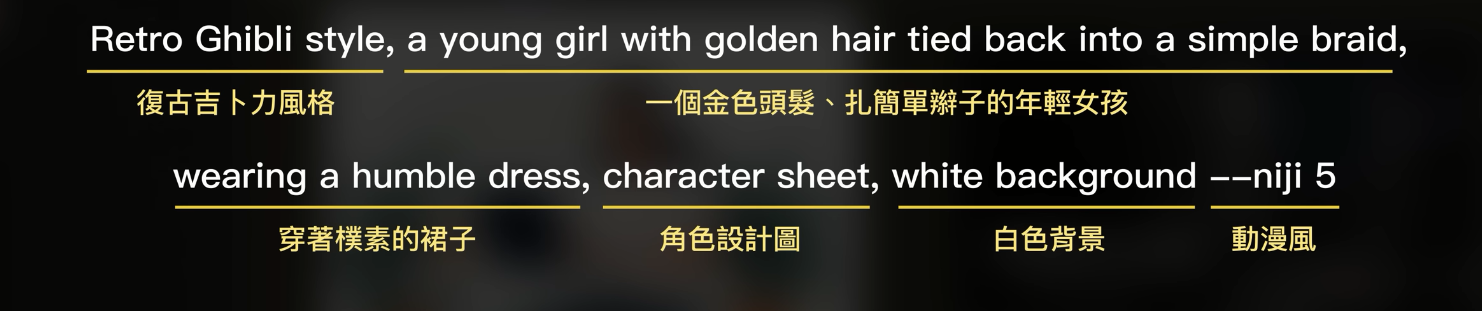 Retro Ghibli style, a young girl with golden hair tied back into a simple braid,
復古吉卜力風格 一個金色頭髮、扎簡單辮子的年輕女孩
wearing a humble dress, character sheet, white background --niji 5
穿著樸素的裙子 角色設計圖 白色背景 動漫風